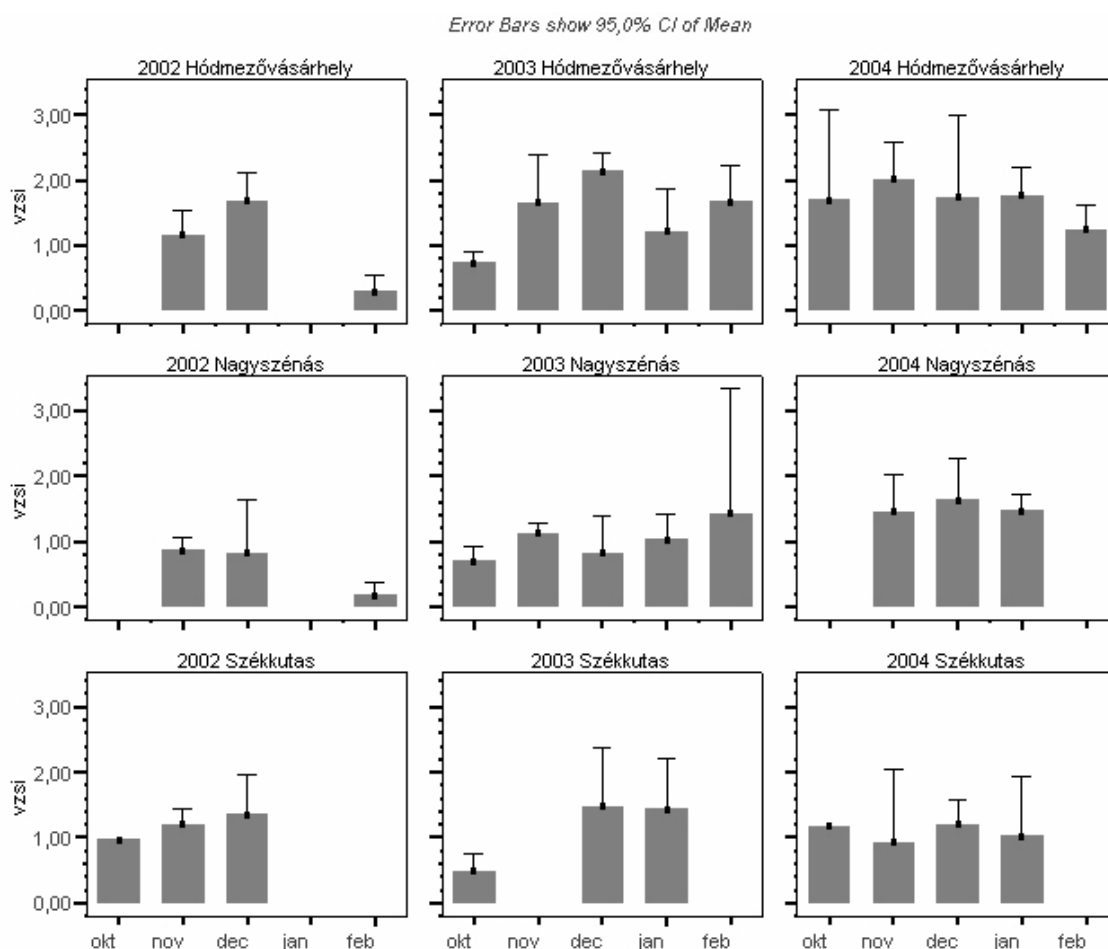 Error Bars show 95,0% CI of Mean
2002 Hódmezővásárhely
2003 Hódmezővásárhely
2004 Hódmezővásárhely
3,00
2,00
1,00
0,00
vzsi
2002 Nagyszénás
2003 Nagyszénás
2004 Nagyszénás
3,00
2,00
1,00
0,00
vzsi
2002 Székkutas
2003 Székkutas
2004 Székkutas
3,00
2,00
1,00
0,00
vzsi
okt nov dec jan feb
okt nov dec jan feb
okt nov dec jan feb